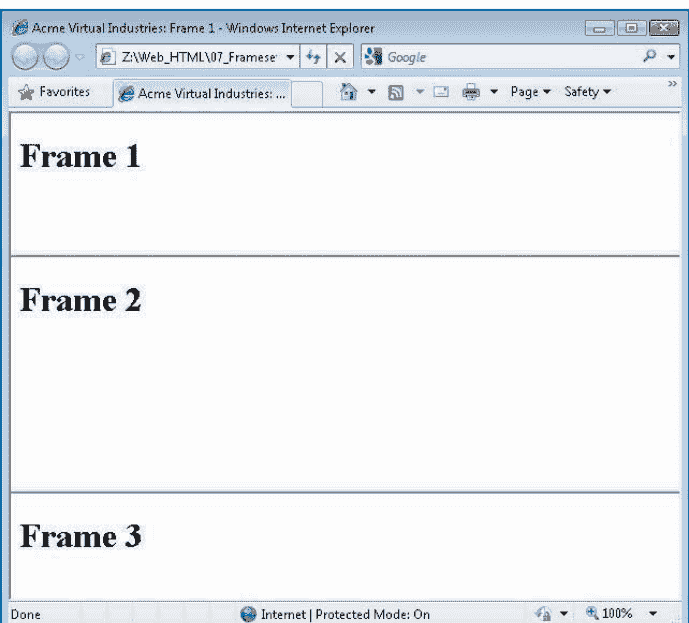 Acme Virtual Industries: Frame 1 - Windows Internet Explorer
Z:\Web_HTML\07_Framese Google
Favorites Acme Virtual Industries: ... Page Safety »
Frame 1
Frame 2
Frame 3
Done Internet | Protected Mode: On 100%